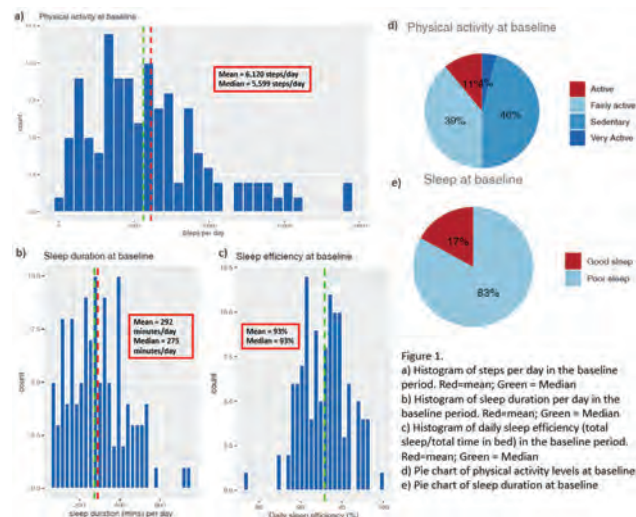 a) Physical activity at baseline
Mean = 6,120 steps/day
Median = 5,599 steps/day
count
Steps per day
d) Physical activity at baseline
11%
4%
39%
46%
Active
Fairly active
Sedentary
Very Active
e) Sleep at baseline
17%
83%
Good sleep
Poor sleep
b) Sleep duration at baseline
Mean = 292
minutes/day
Median = 275
minutes/day
count
sleep duration (mins) per day
c) Sleep efficiency at baseline
Mean = 93%
Median = 93%
count
Daily sleep efficiency (%)
Figure 1.
a) Histogram of steps per day in the baseline
period. Red=mean; Green = Median
b) Histogram of sleep duration per day in the
baseline period. Red=mean; Green = Median
c) Histogram of daily sleep efficiency (total
sleep/total time in bed) in the baseline period.
Red=mean; Green = Median
d) Pie chart of physical activity levels at baseline
e) Pie chart of sleep duration at baseline